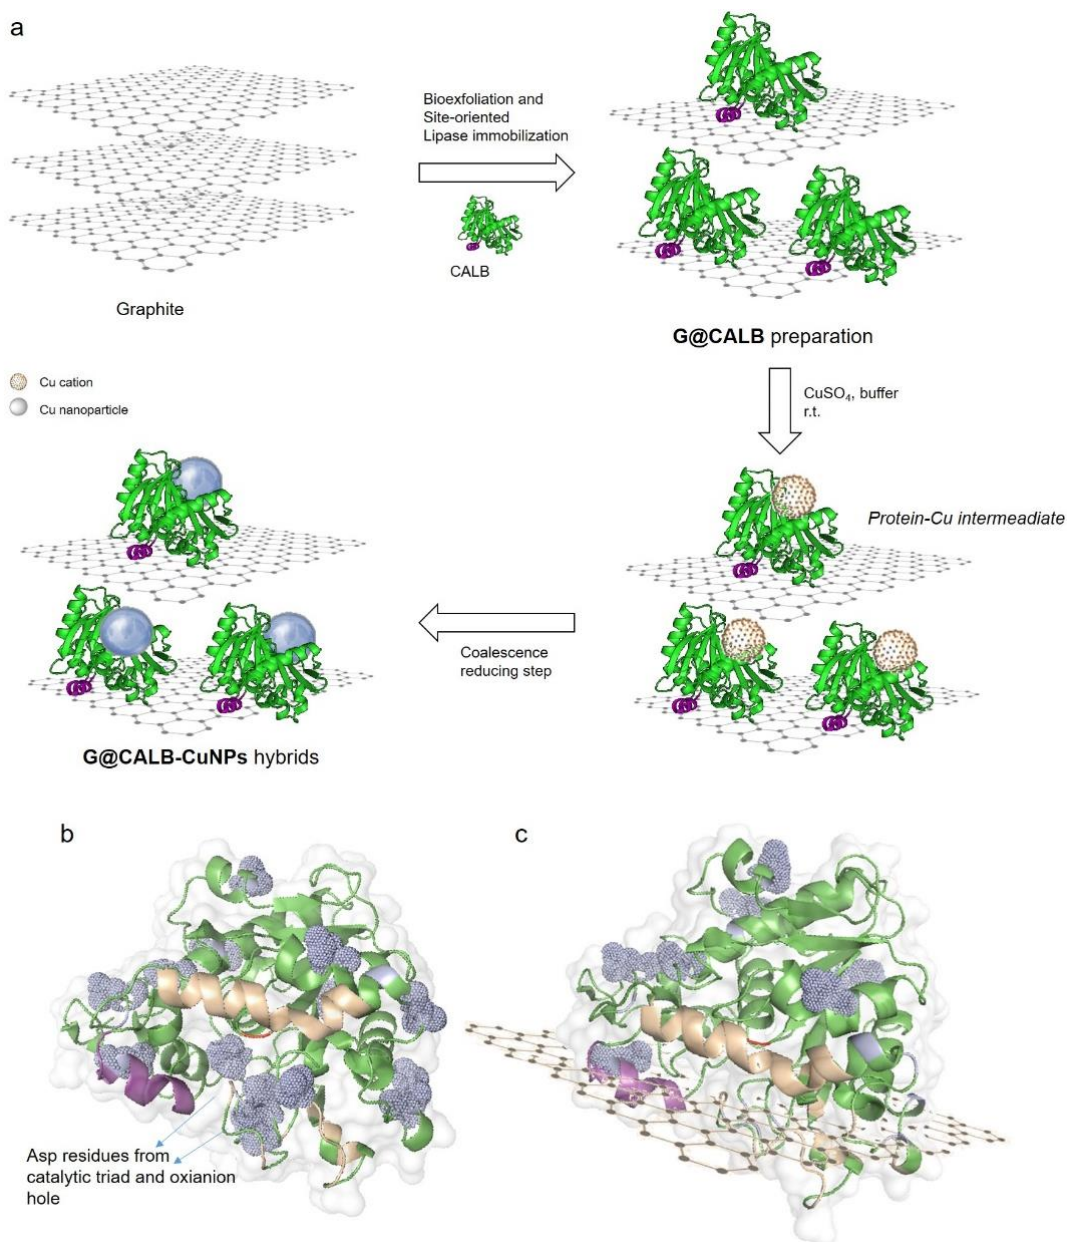 a
Bioexfoliation and
Site-oriented
Lipase immobilization
CALB
Graphite
G@CALB preparation
Cu cation
Cu nanoparticle
CuSO₄, buffer
r.t.
Protein-Cu intermeadiate
Coalescence
reducing step
G@CALB-CuNPs hybrids
b
c
Asp residues from
catalytic triad and oxianion
hole